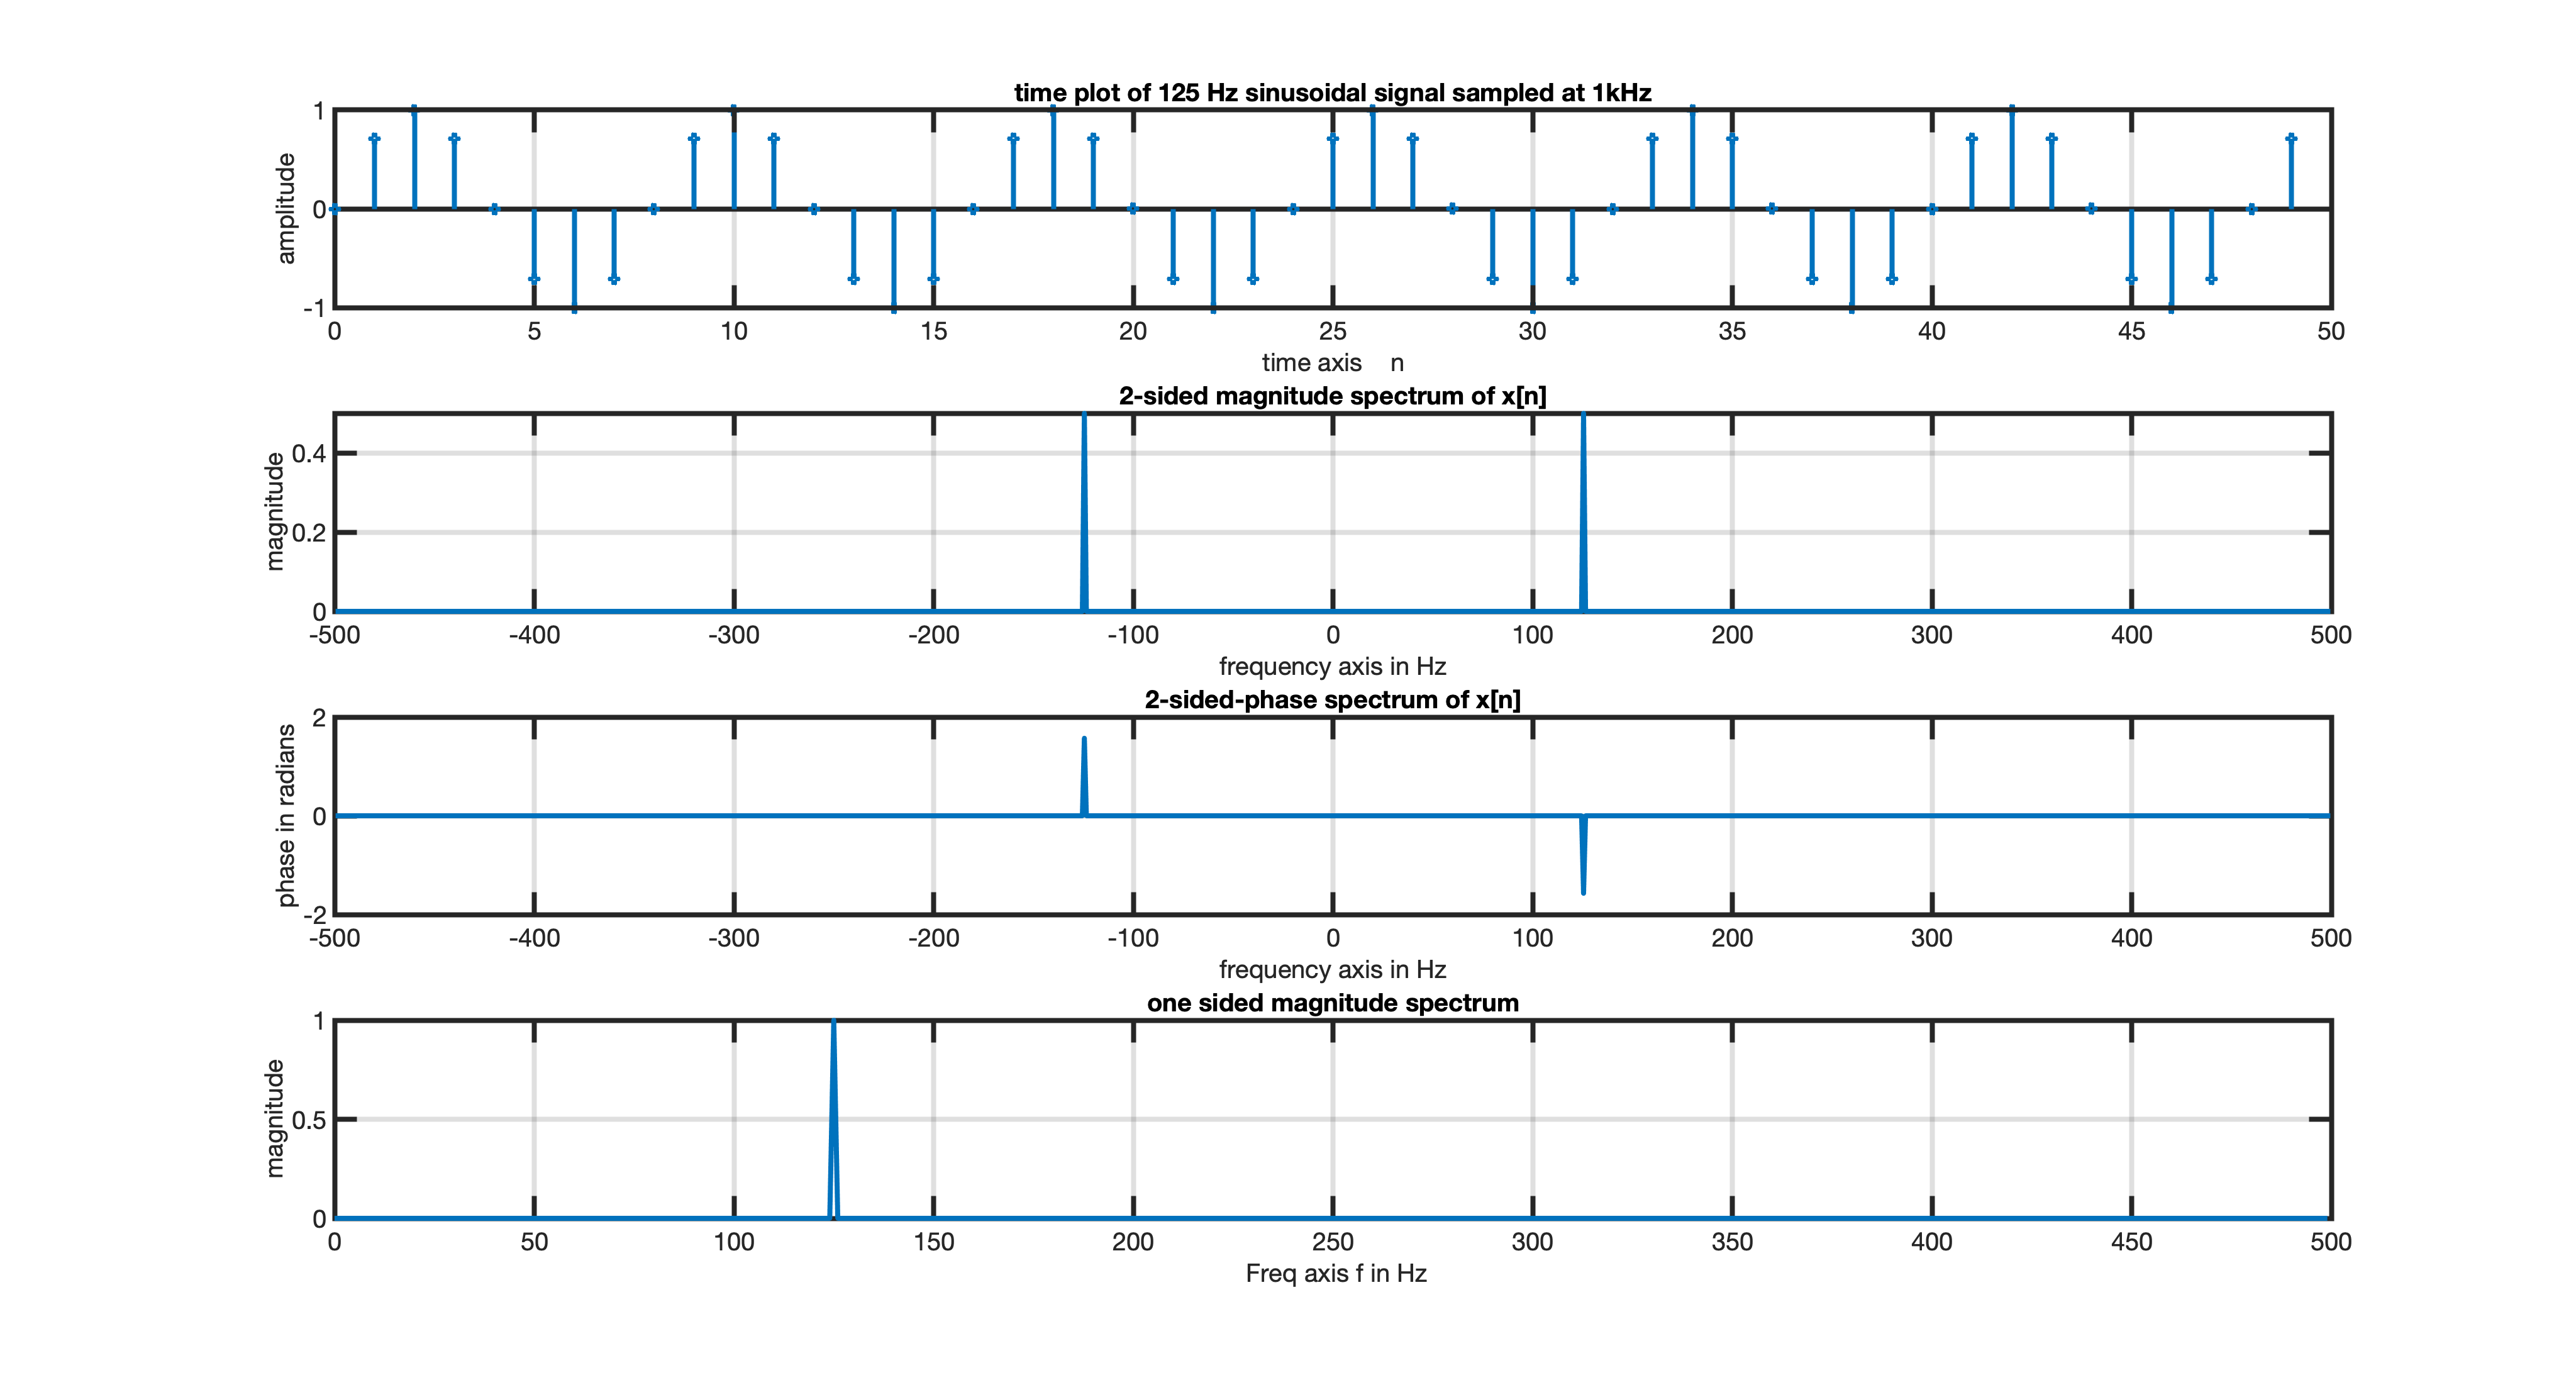 time plot of 125 Hz sinusoidal signal sampled at 1kHz
amplitude
1
0
-1
0 5 10 15 20 25 30 35 40 45 50
time axis n
2-sided magnitude spectrum of x[n]
magnitude
0.4
0.2
0
-500 -400 -300 -200 -100 0 100 200 300 400 500
frequency axis in Hz
2-sided-phase spectrum of x[n]
phase in radians
2
0
-2
-500 -400 -300 -200 -100 0 100 200 300 400 500
frequency axis in Hz
one sided magnitude spectrum
magnitude
1
0.5
0
0 50 100 150 200 250 300 350 400 450 500
Freq axis f in Hz